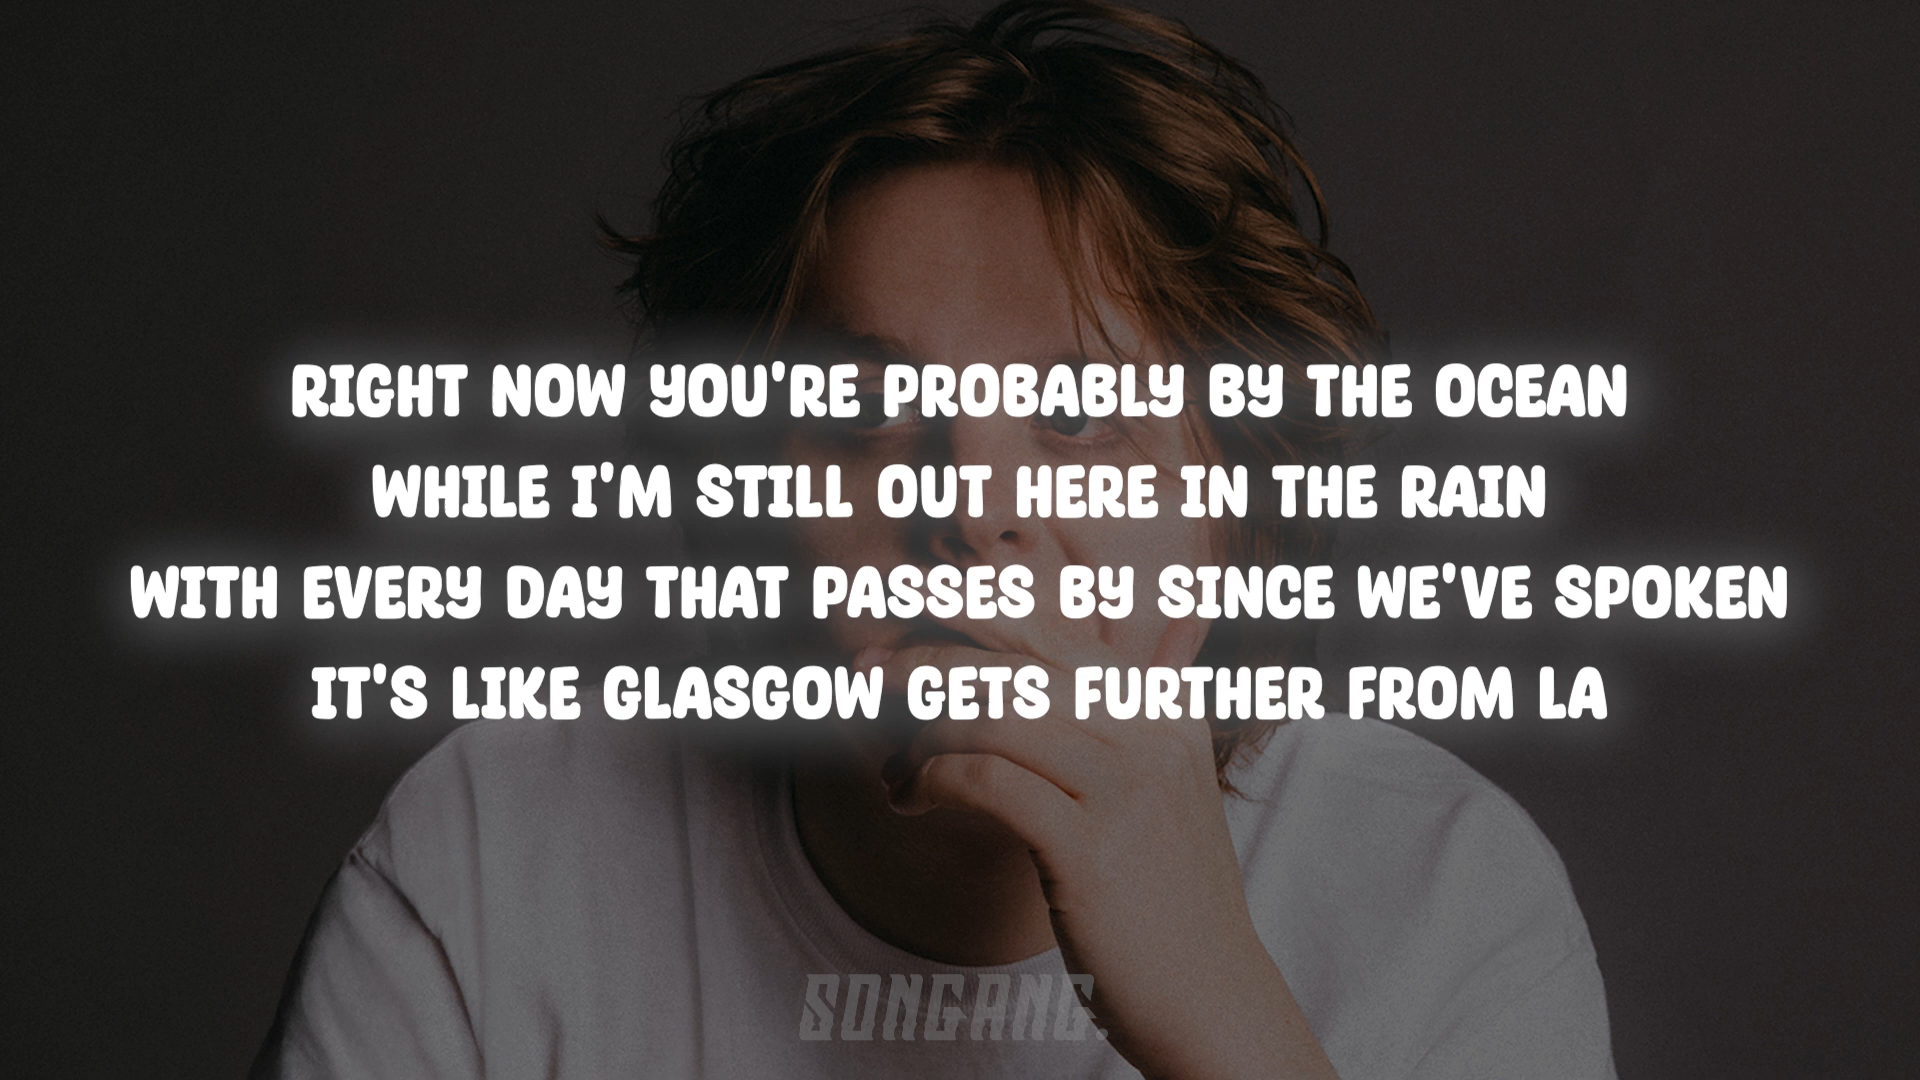 RIGHT NOW YOU'RE PROBABLY BY THE OCEAN
WHILE I'M STILL OUT HERE IN THE RAIN
WITH EVERY DAY THAT PASSES BY SINCE WE'VE SPOKEN
IT'S LIKE GLASGOW GETS FURTHER FROM LA
SONGANG.